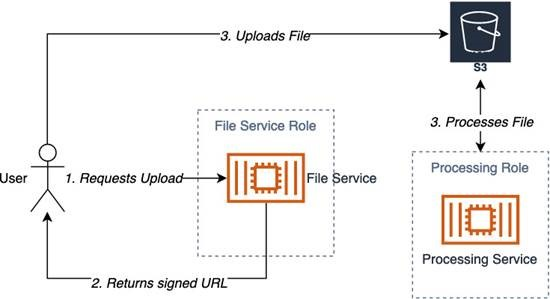 3. Uploads File
S3
File Service Role
3. Processes File
User
1. Requests Upload
File Service
Processing Role
Processing Service
2. Returns signed URL